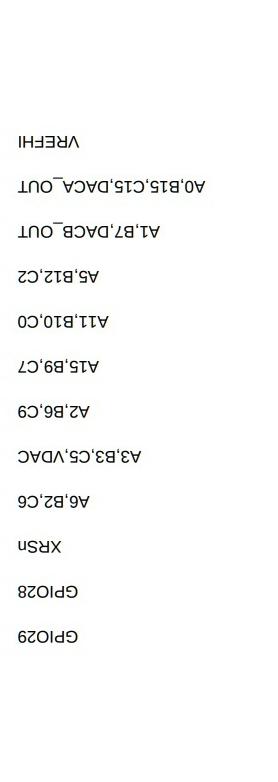 GPIO29
GPIO28
XRSn
A6,B2,C6
A3,B3,C5,VDAC
A2,B6,C9
A15,B9,C7
A11,B10,C0
A5,B12,C2
A1,B7,DACB_OUT
A0,B15,C15,DACA_OUT
VREFHI